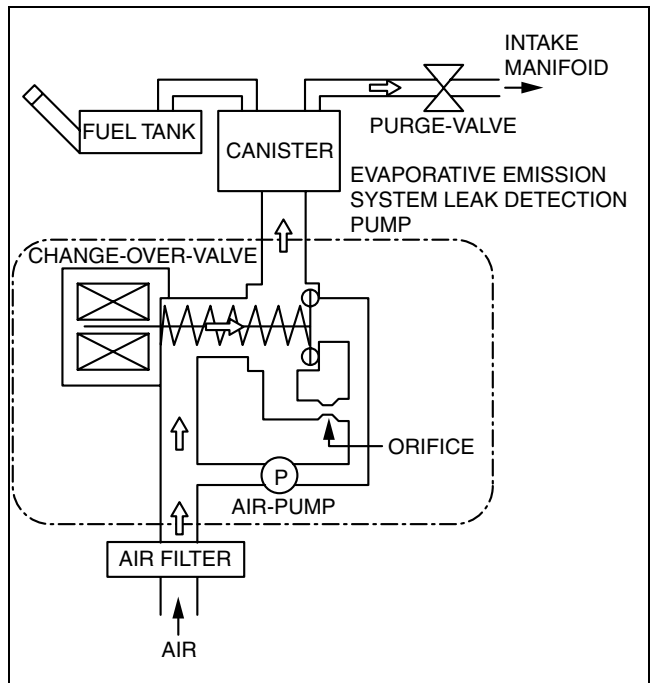 INTAKE
MANIFOID
PURGE-VALVE
FUEL TANK
CANISTER
EVAPORATIVE EMISSION
SYSTEM LEAK DETECTION
PUMP
CHANGE-OVER-VALVE
ORIFICE
P
AIR-PUMP
AIR FILTER
AIR